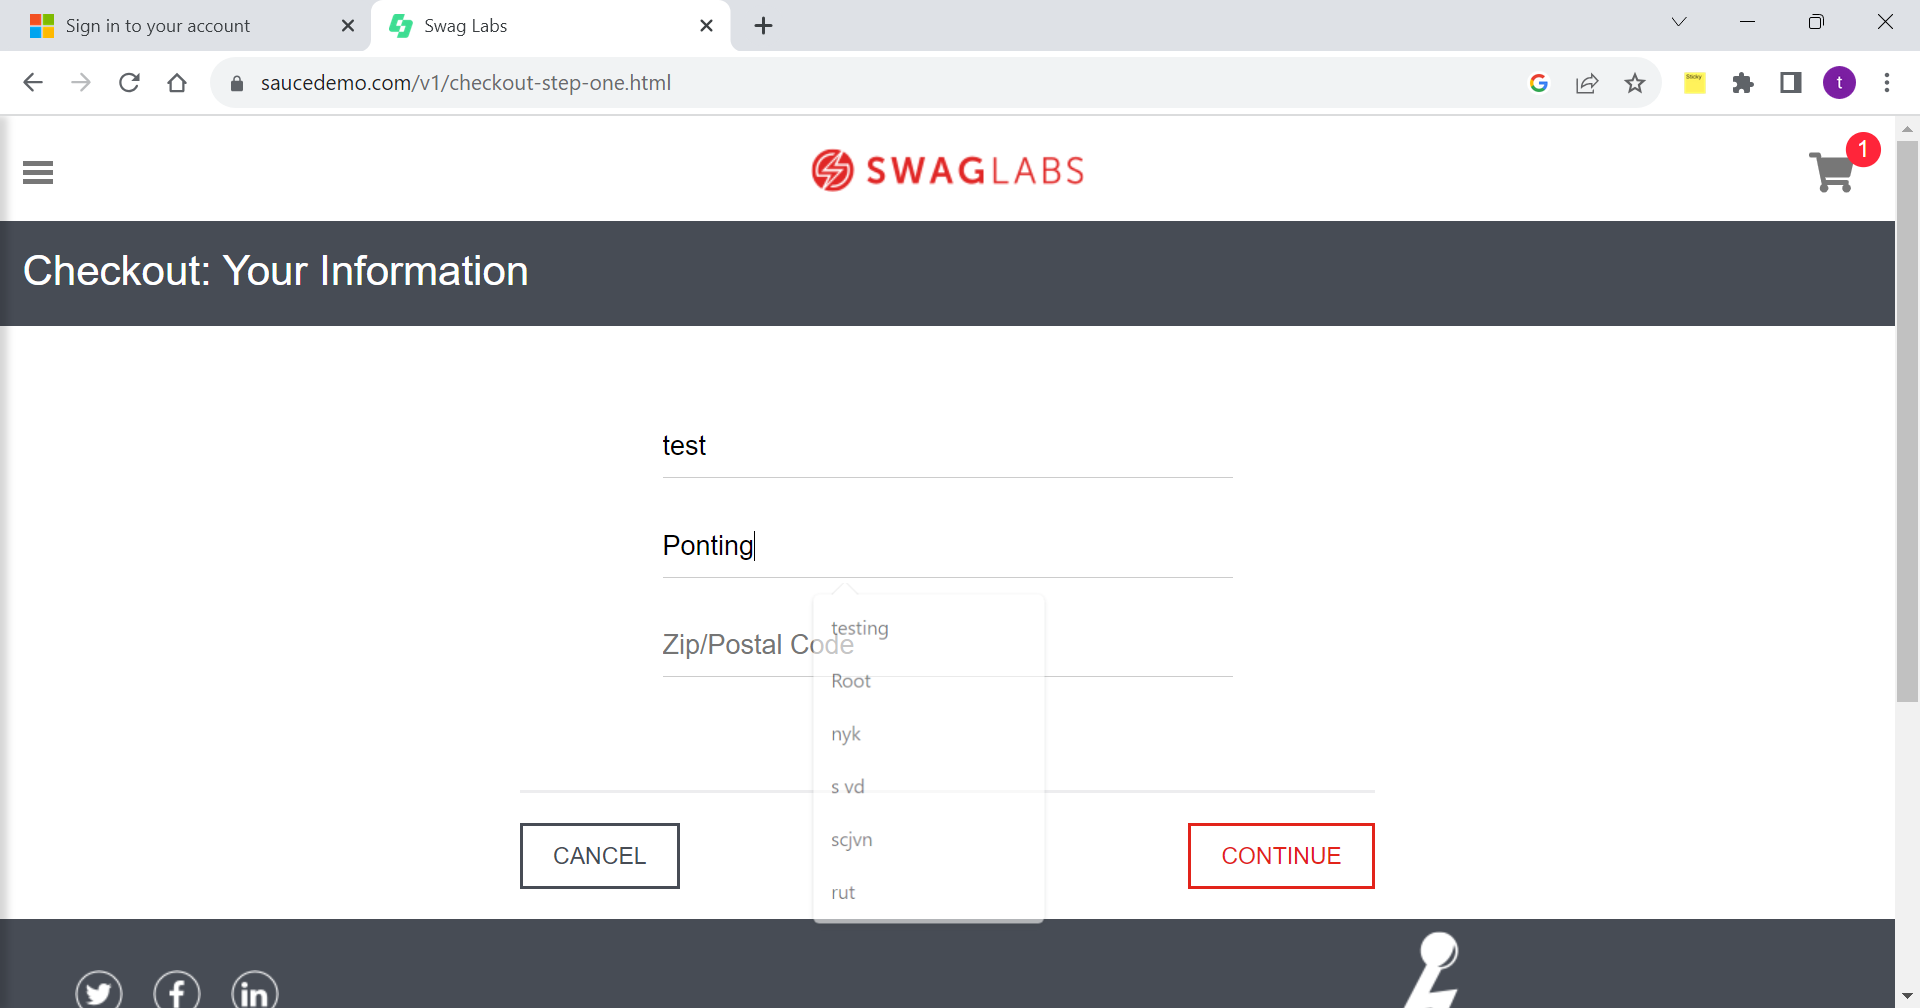 Sign in to your account
Swag Labs
saucedemo.com/v1/checkout-step-one.html
Sticky
t
SWAGLABS
1
Checkout: Your Information
test
Ponting
Zip/Postal Code
testing
Root
nyk
s vd
scjvn
rut
CANCEL
CONTINUE